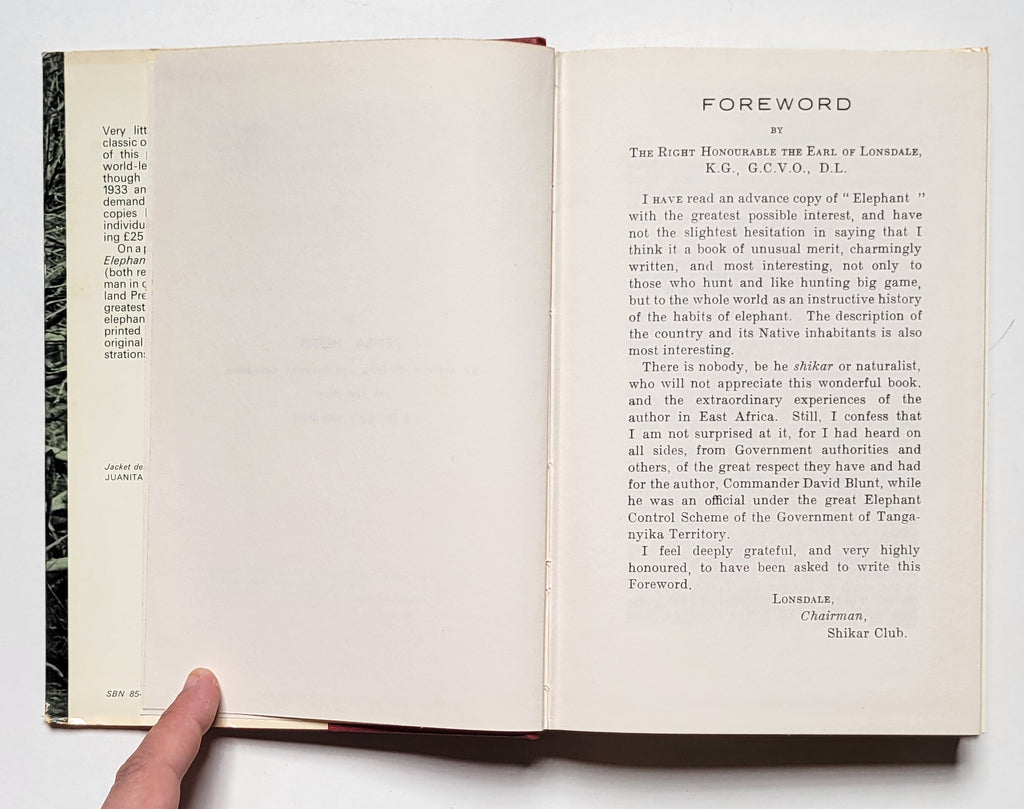 Very litt
classic o
of this
world-le
though
1933 an
demand
copies
individu
ing £25
On a p
Elephan
(both re
man in c
land Pre
greatest
elephan
printed
original
strations
Jacket de
JUANITA
SBN 85
FOREWORD
BY
THE RIGHT HONOURABLE THE EARL OF LONSDALE,
K.G., G.C.V.O., D.L.
I HAVE read an advance copy of “ Elephant ”
with the greatest possible interest, and have
not the slightest hesitation in saying that I
think it a book of unusual merit, charmingly
written, and most interesting, not only to
those who hunt and like hunting big game,
but to the whole world as an instructive history
of the habits of elephant. The description of
the country and its Native inhabitants is also
most interesting.
There is nobody, be he shikar or naturalist,
who will not appreciate this wonderful book,
and the extraordinary experiences of the
author in East Africa. Still, I confess that
I am not surprised at it, for I had heard on
all sides, from Government authorities and
others, of the great respect they have and had
for the author, Commander David Blunt, while
he was an official under the great Elephant
Control Scheme of the Government of Tanga-
nyika Territory.
I feel deeply grateful, and very highly
honoured, to have been asked to write this
Foreword.
LONSDALE,
Chairman,
Shikar Club.